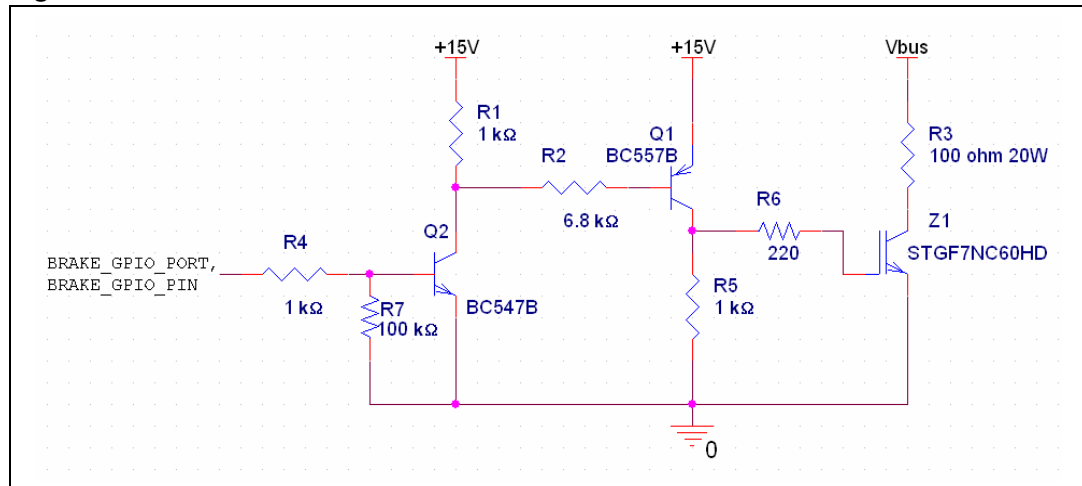 +15V
+15V
Vbus
R1
1 kΩ
Q1
BC557B
R3
100 ohm 20W
R2
6.8 kΩ
R6
220
Z1
STGF7NC60HD
Q2
BC547B
R4
1 kΩ
BRAKE_GPIO_PORT,
BRAKE_GPIO_PIN
R7
100 kΩ
R5
1 kΩ
0